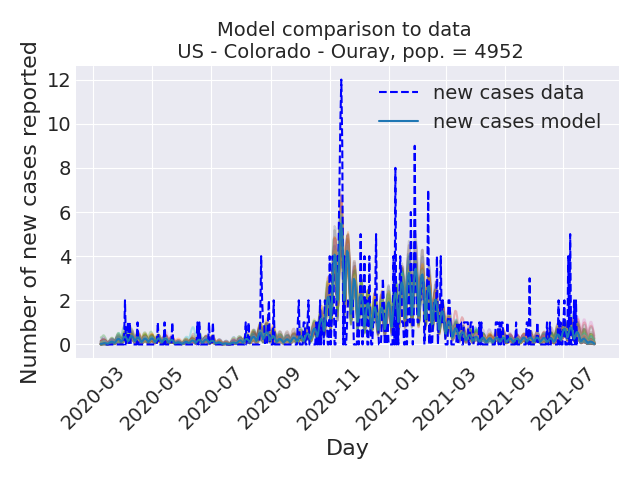 Model comparison to data
US - Colorado - Ouray, pop. = 4952
Number of new cases reported
12
10
8
6
4
2
0
new cases data
new cases model
2020-03
2020-05
2020-07
2020-09
2020-11
2021-01
2021-03
2021-05
2021-07
Day